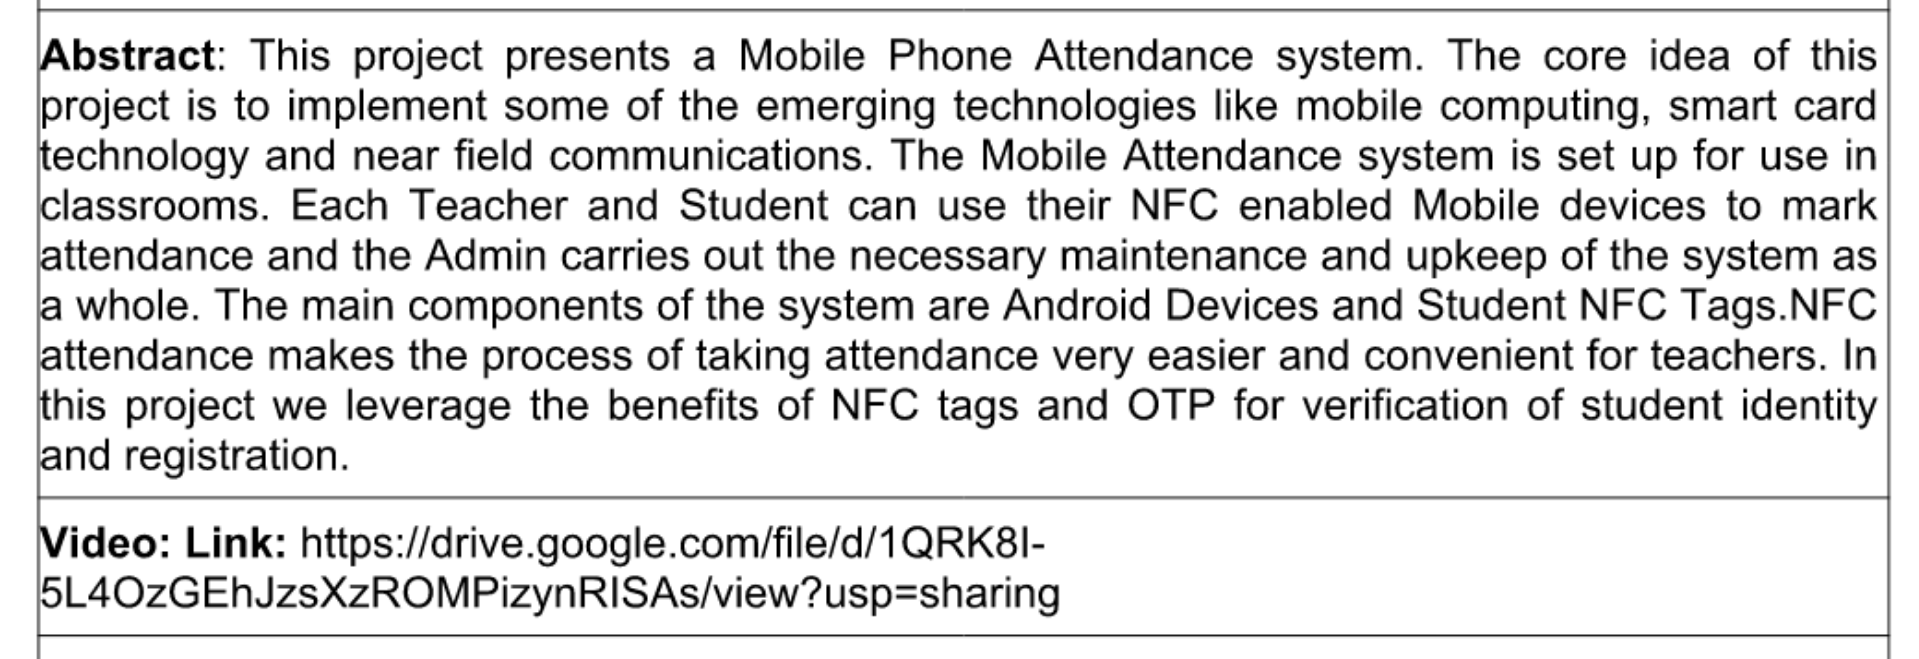 Abstract: This project presents a Mobile Phone Attendance system. The core idea of this
project is to implement some of the emerging technologies like mobile computing, smart card
technology and near field communications. The Mobile Attendance system is set up for use in
classrooms. Each Teacher and Student can use their NFC enabled Mobile devices to mark
attendance and the Admin carries out the necessary maintenance and upkeep of the system as
a whole. The main components of the system are Android Devices and Student NFC Tags.NFC
attendance makes the process of taking attendance very easier and convenient for teachers. In
this project we leverage the benefits of NFC tags and OTP for verification of student identity
and registration.
Video: Link: https://drive.google.com/file/d/1QRK8I-
5L4OzGEhJzsXzROMPizynRISAs/view?usp=sharing